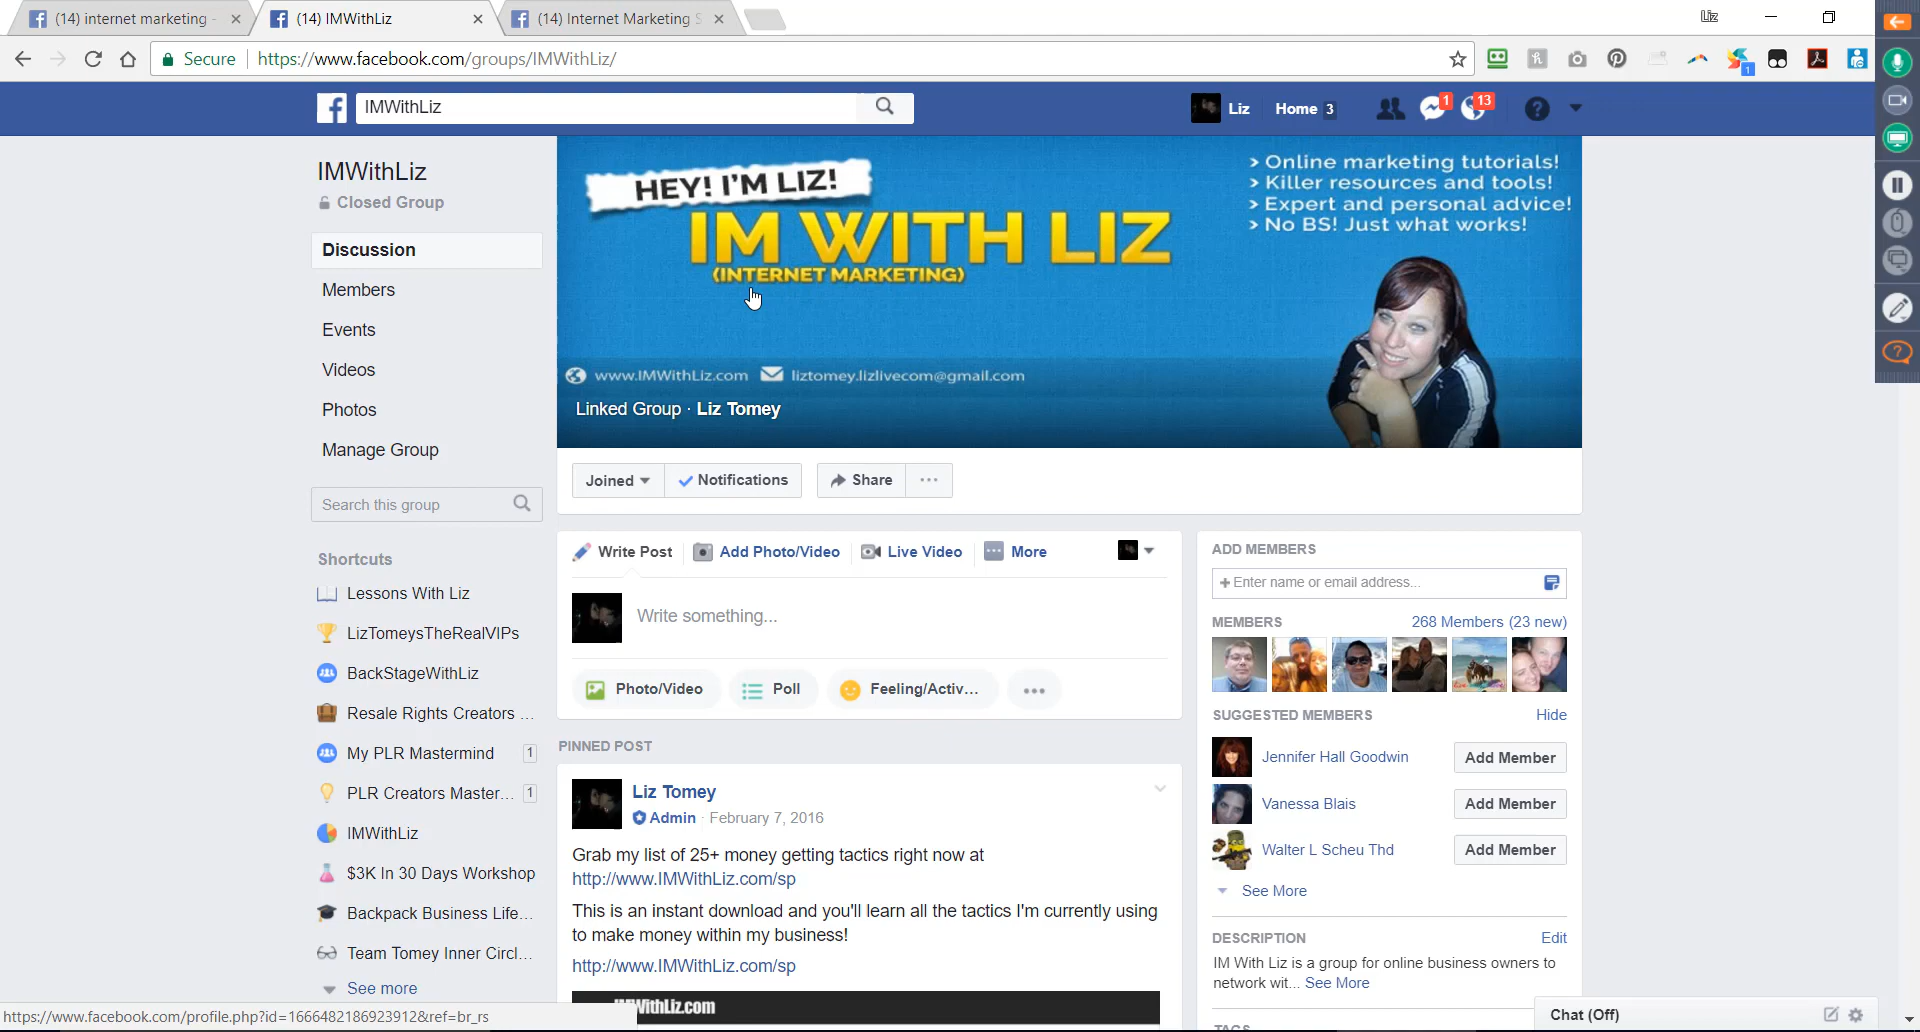 (14) internet marketing -
(14) IMWithLiz
(14) Internet Marketing S
Liz
Secure
https://www.facebook.com/groups/IMWithLiz/
1
IMWithLiz
Liz
Home 3
1
13
IMWithLiz
Closed Group
Discussion
Members
Events
Videos
Photos
Manage Group
Search this group
Shortcuts
Lessons With Liz
LizTomeysTheRealVIPs
BackStageWithLiz
Resale Rights Creators ...
My PLR Mastermind 1
PLR Creators Master... 1
IMWithLiz
$3K In 30 Days Workshop
Backpack Business Life...
Team Tomey Inner Circl...
See more
HEY! I'M LIZ!
IM WITH LIZ
(INTERNET MARKETING)
> Online marketing tutorials!
> Killer resources and tools!
> Expert and personal advice!
> No BS! Just what works!
www.IMWithLiz.com liztomey.lizlivecom@gmail.com
Linked Group · Liz Tomey
Joined Notifications Share ...
Write Post Add Photo/Video Live Video More
Write something...
Photo/Video Poll Feeling/Activ...
PINNED POST
Liz Tomey
Admin · February 7, 2016
Grab my list of 25+ money getting tactics right now at
http://www.IMWithLiz.com/sp
This is an instant download and you'll learn all the tactics I'm currently using
to make money within my business!
http://www.IMWithLiz.com/sp
IMWithLiz.com
ADD MEMBERS
+ Enter name or email address...
MEMBERS 268 Members (23 new)
SUGGESTED MEMBERS Hide
Jennifer Hall Goodwin Add Member
Vanessa Blais Add Member
Walter L Scheu Thd Add Member
See More
DESCRIPTION Edit
IM With Liz is a group for online business owners to
network wit... See More
TAGS
Chat (Off)
https://www.facebook.com/profile.php?id=1666482186923912&ref=br_rs